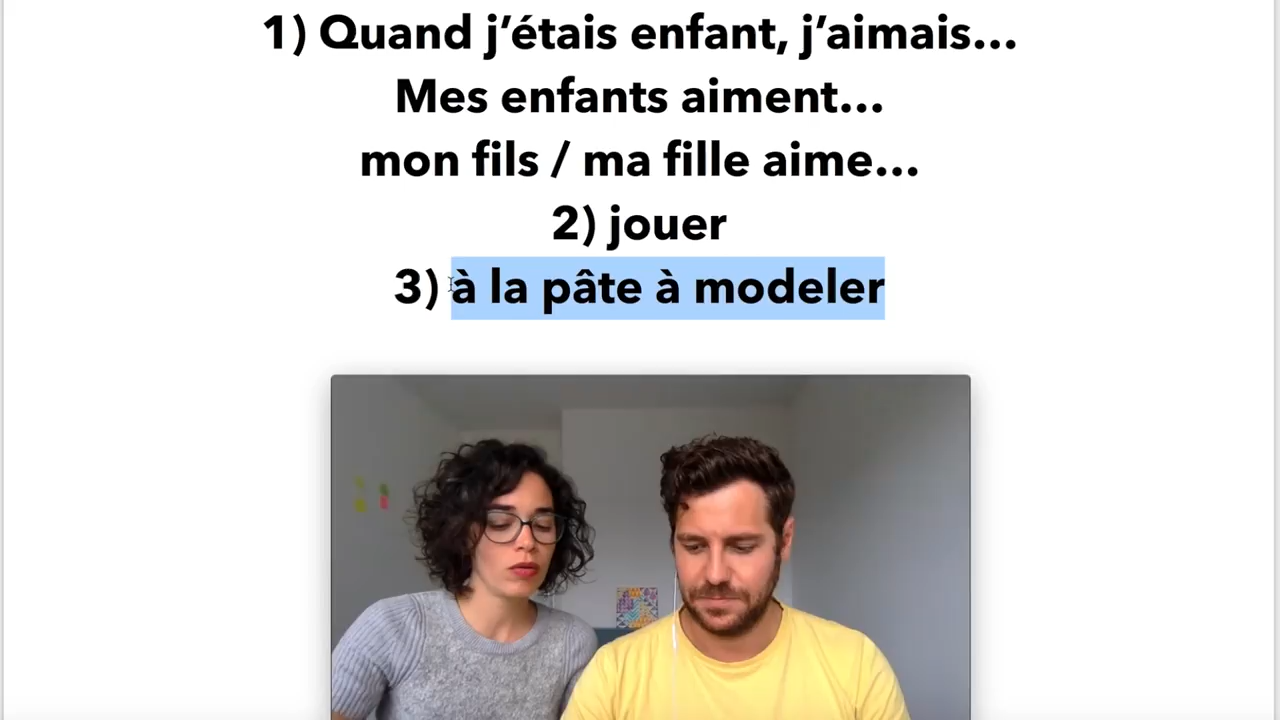 1) Quand j’étais enfant, j’aimais…
Mes enfants aiment…
mon fils / ma fille aime…
2) jouer
3) à la pâte à modeler